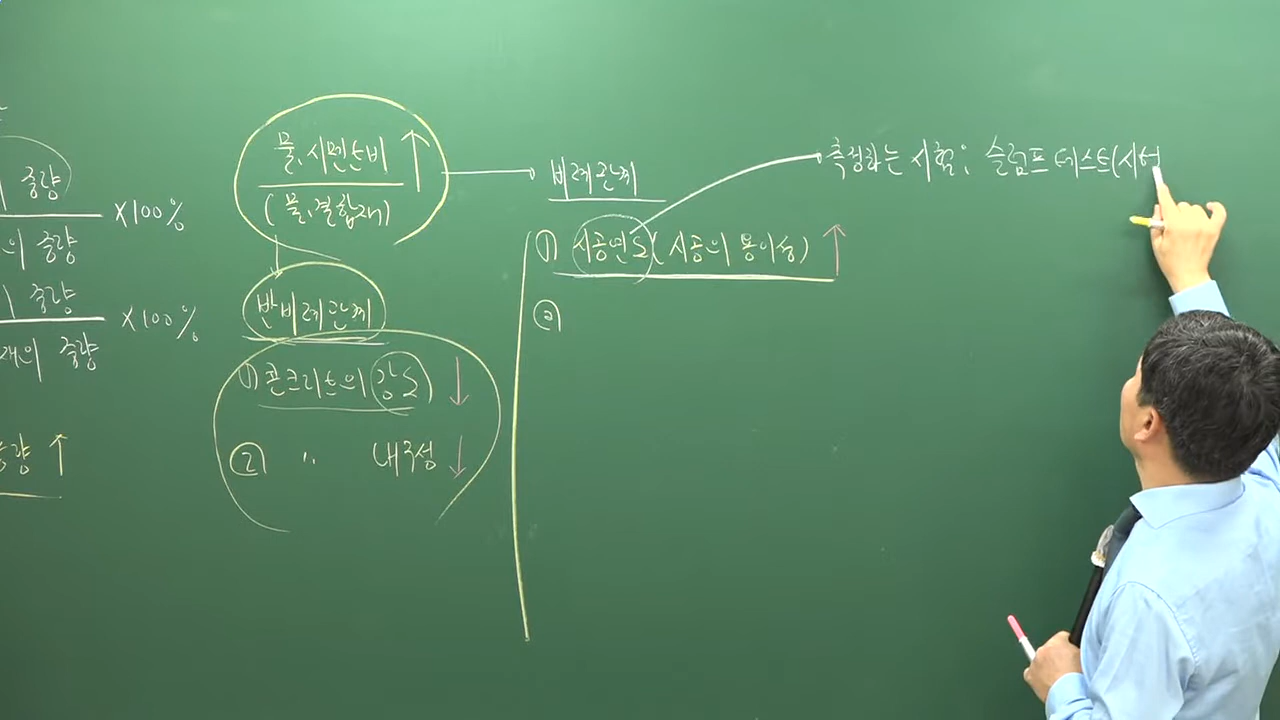 중량
X100%
의 중량
중량
X100%
재의 중량
중량 ↑
물.시멘트비 ↑
(물.결합재)
반비례관계
1) 콘크리트의 강도 ↓
② 〃 내구성 ↓
비례관계
1) 시공연도(시공의 용이성) ↑
②
측정하는 시험; 슬럼프 테스트(시허